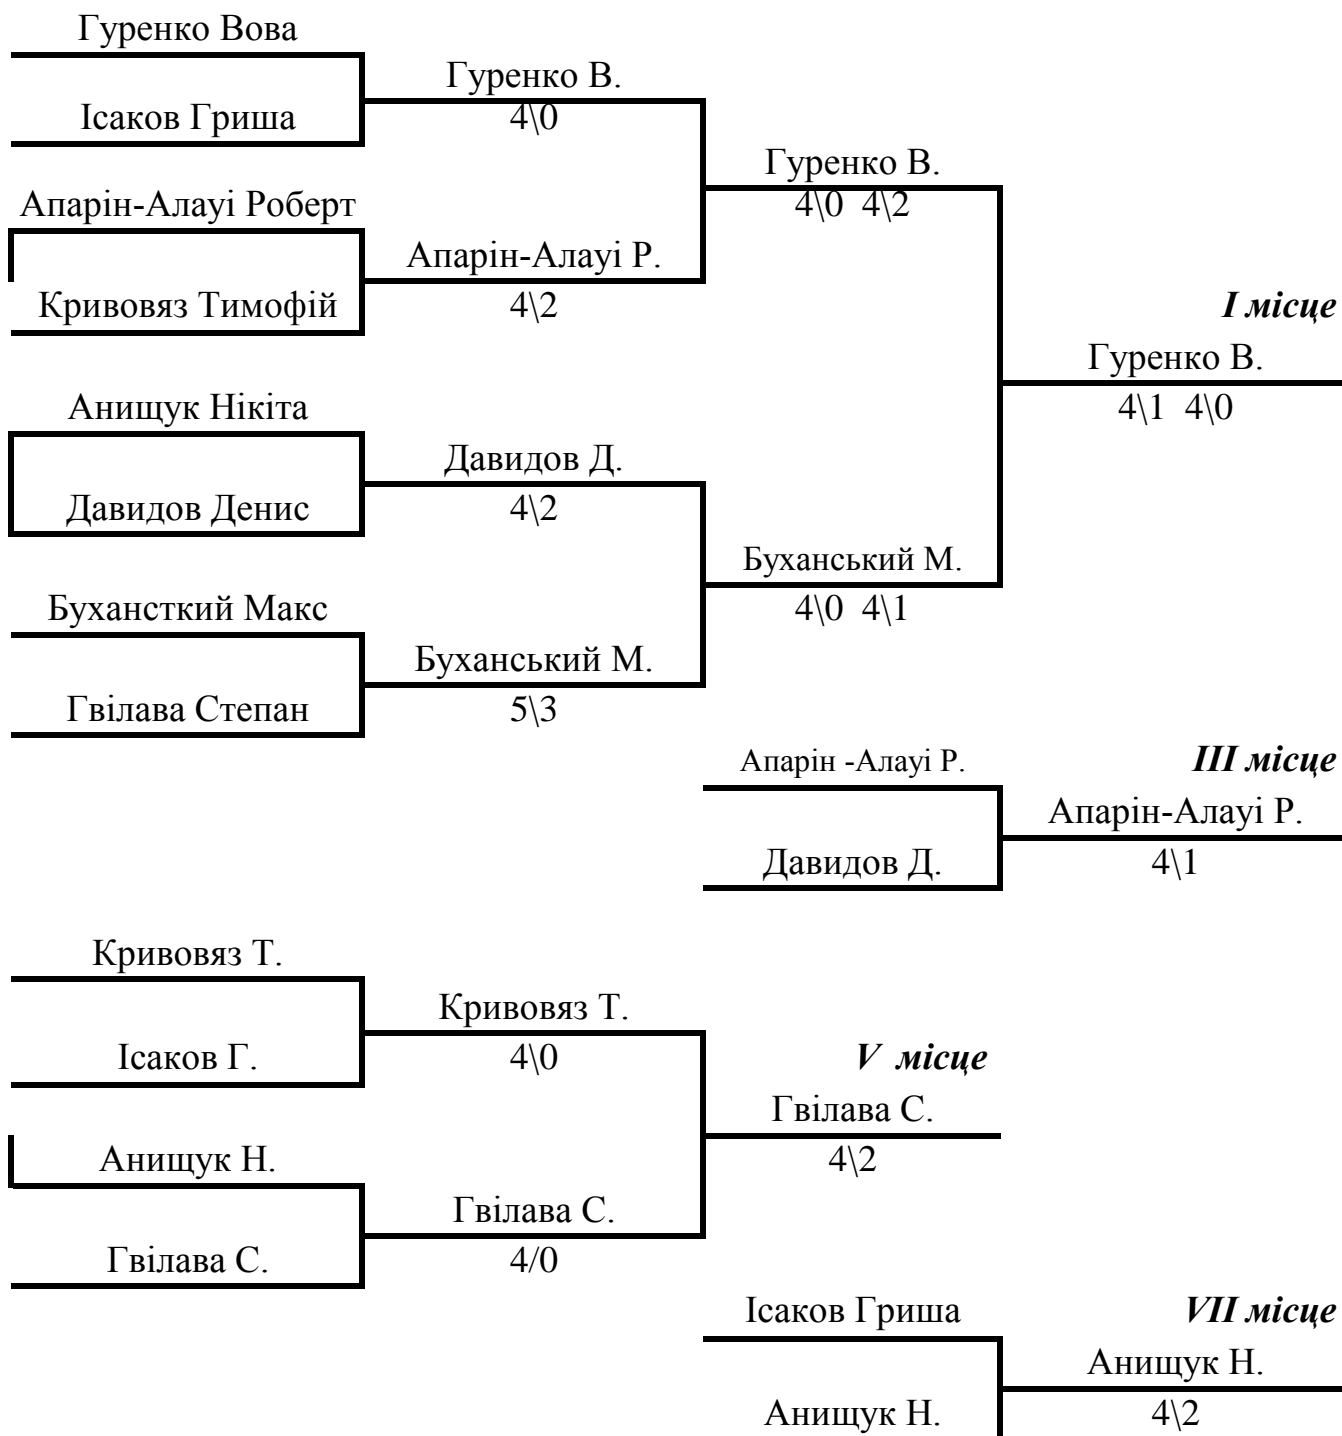 Гуренко Вова
Гуренко В.
Ісаков Гриша
4\0
Гуренко В.
Апарін-Алауі Роберт
4\0 4\2
Апарін-Алауі Р.
Кривовяз Тимофій
4\2
I місце
Гуренко В.
Анищук Нікіта
4\1 4\0
Давидов Д.
Давидов Денис
4\2
Буханський М.
Бухансткий Макс
4\0 4\1
Буханський М.
Гвілава Степан
5\3
Апарін -Алауі Р.
III місце
Апарін-Алауі Р.
Давидов Д.
4\1
Кривовяз Т.
Кривовяз Т.
Ісаков Г.
4\0
V місце
Гвілава С.
Анищук Н.
4\2
Гвілава С.
Гвілава С.
4/0
Ісаков Гриша
VII місце
Анищук Н.
Анищук Н.
4\2